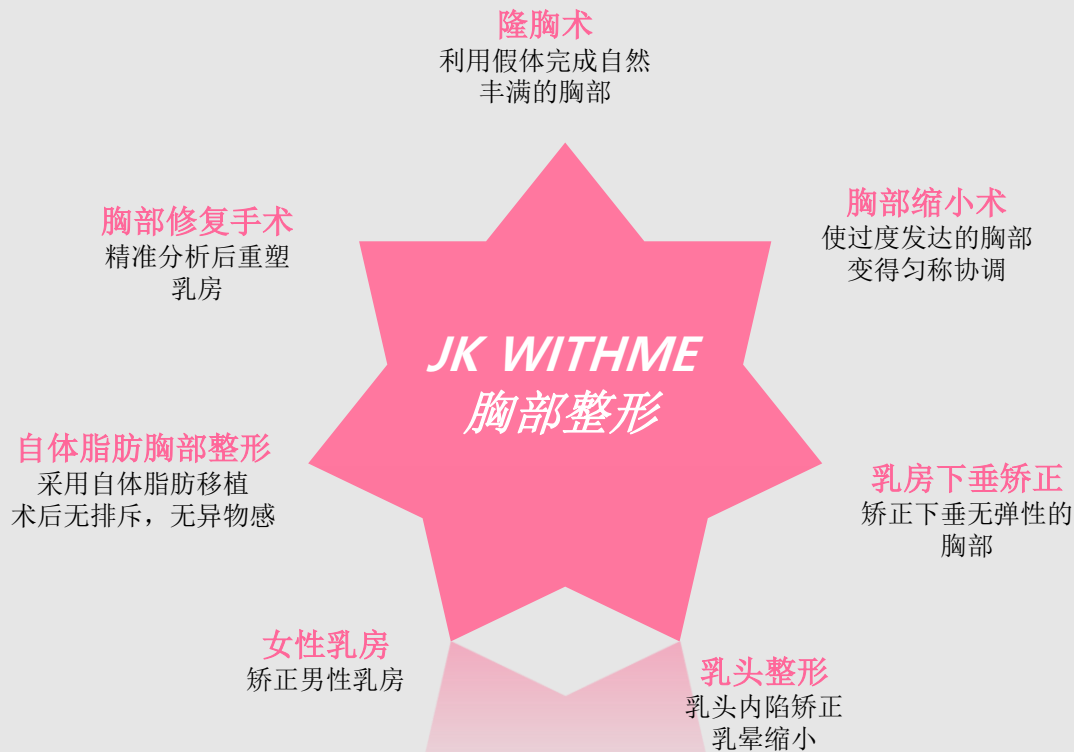 隆胸术
利用假体完成自然
丰满的胸部
胸部修复手术
精准分析后重塑
乳房
胸部缩小术
使过度发达的胸部
变得匀称协调
JK WITHME
胸部整形
自体脂肪胸部整形
采用自体脂肪移植
术后无排斥，无异物感
乳房下垂矫正
矫正下垂无弹性的
胸部
女性乳房
矫正男性乳房
乳头整形
乳头内陷矫正
乳晕缩小